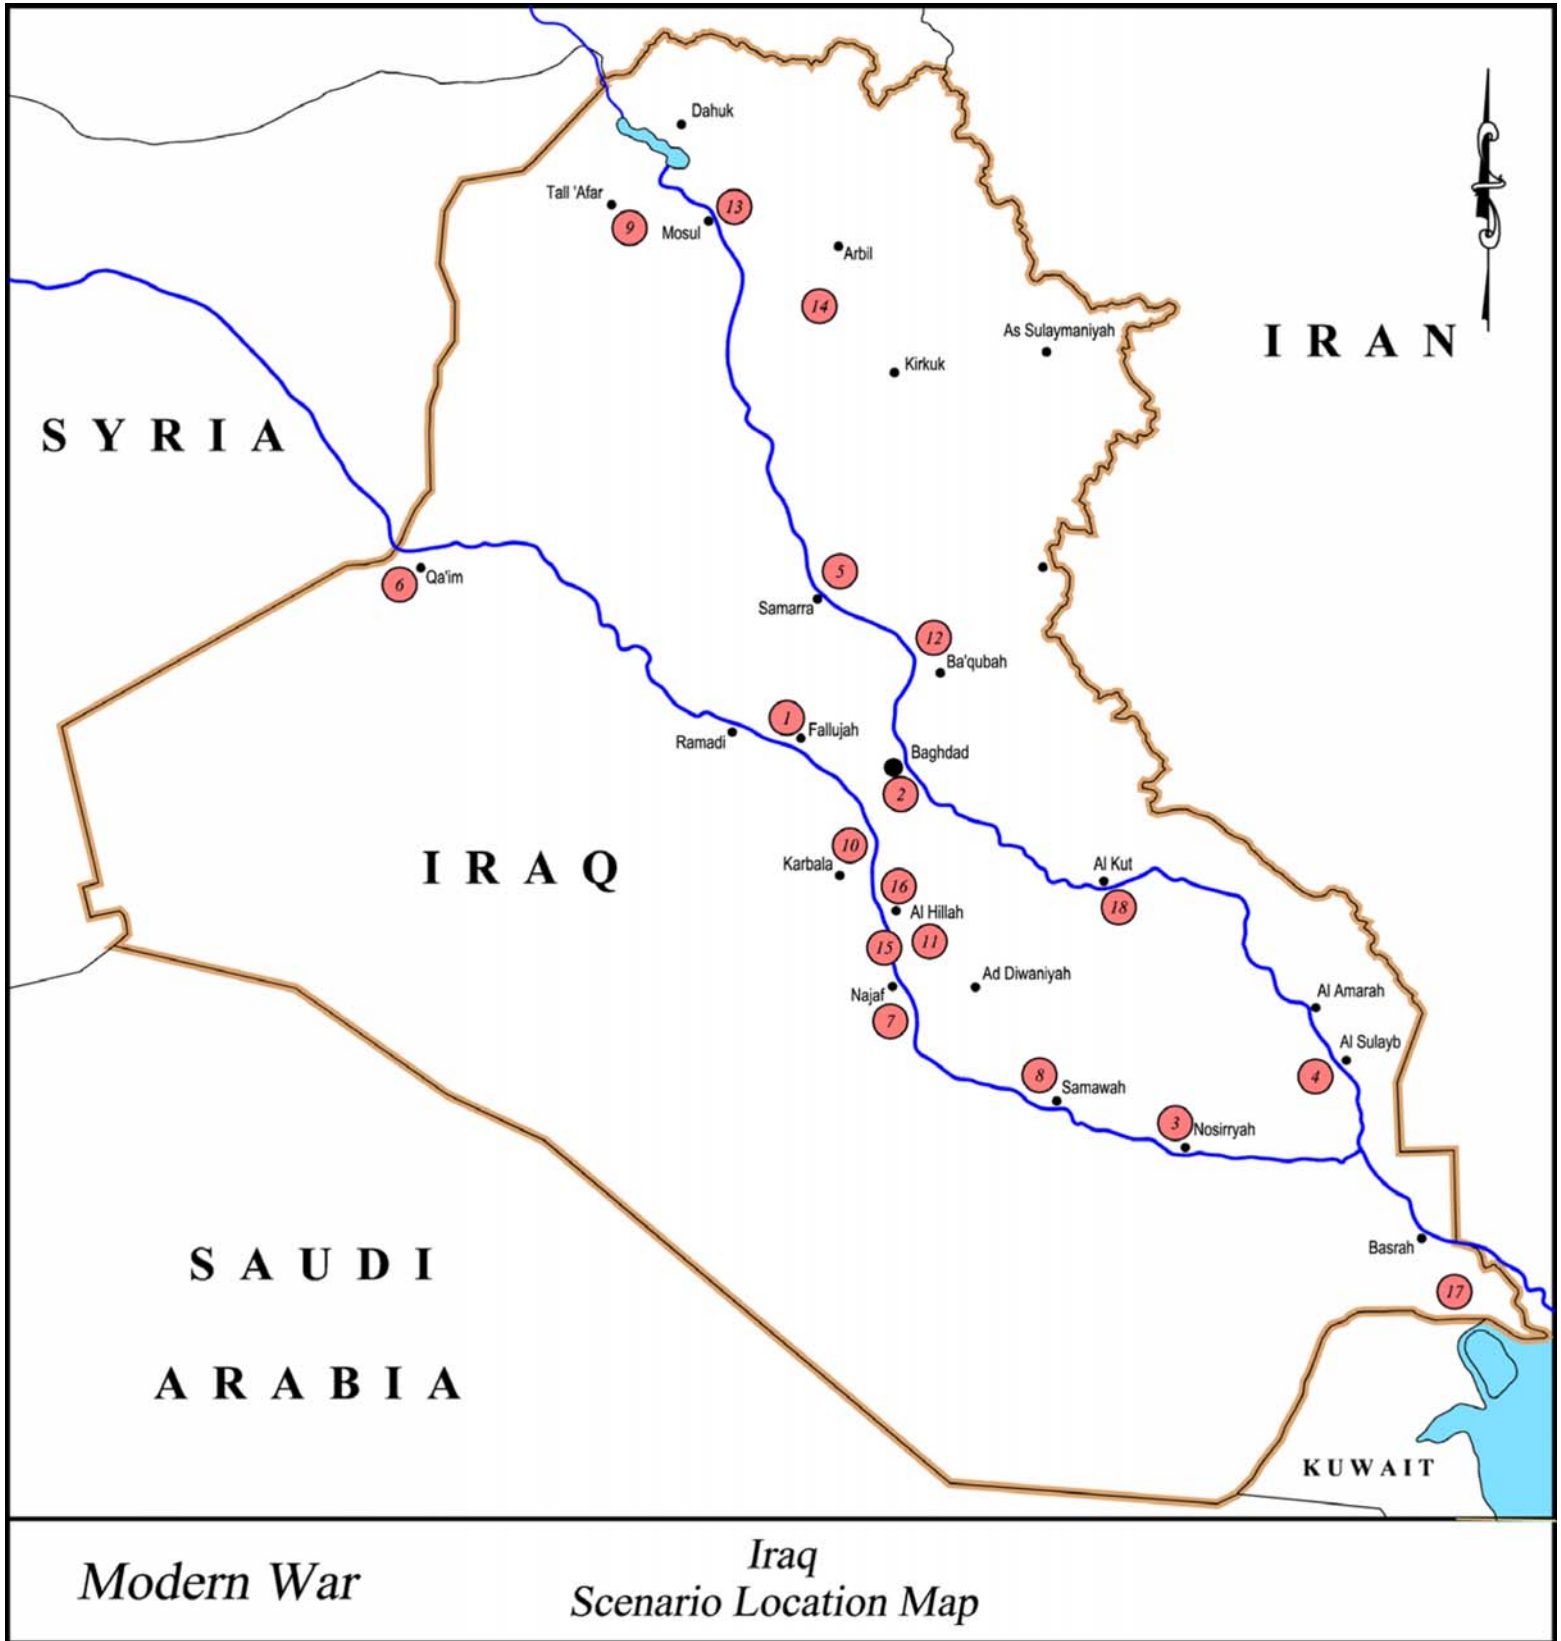 Dahuk
Tall 'Afar
13
9
Mosul
Arbil
14
As Sulaymaniyah
I R A N
Kirkuk
S Y R I A
5
Qa'im
6
Samarra
12
Ba'qubah
1
Fallujah
Ramadi
Baghdad
2
10
Karbala
Al Kut
I R A Q
16
18
Al Hillah
15
11
Ad Diwaniyah
Najaf
Al Amarah
7
Al Sulayb
8
4
Samawah
3
Nosirryah
Basrah
S A U D I
17
A R A B I A
K U W A I T
Modern War
Iraq
Scenario Location Map